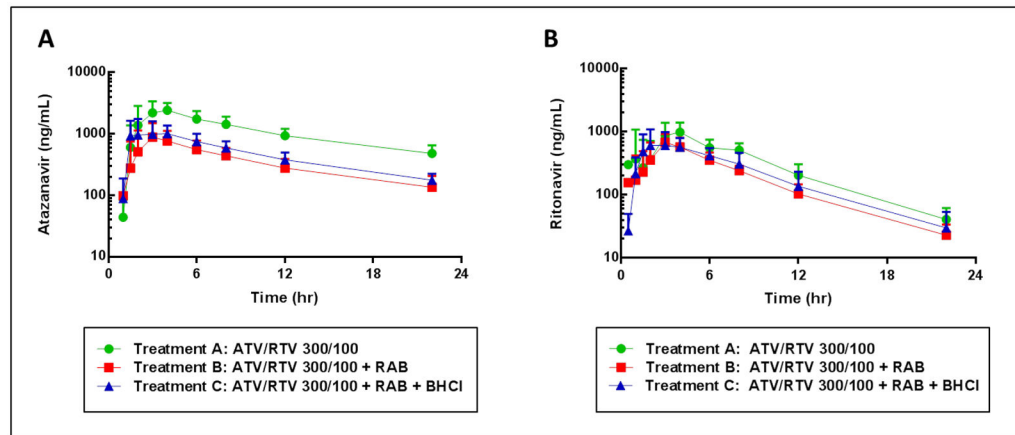 A
Atazanavir (ng/mL)
10000
1000
100
10
0
6
12
18
24
Time (hr)
Treatment A: ATV/RTV 300/100
Treatment B: ATV/RTV 300/100 + RAB
Treatment C: ATV/RTV 300/100 + RAB + BHCl
B
Ritonavir (ng/mL)
10000
1000
100
10
0
6
12
18
24
Time (hr)
Treatment A: ATV/RTV 300/100
Treatment B: ATV/RTV 300/100 + RAB
Treatment C: ATV/RTV 300/100 + RAB + BHCl